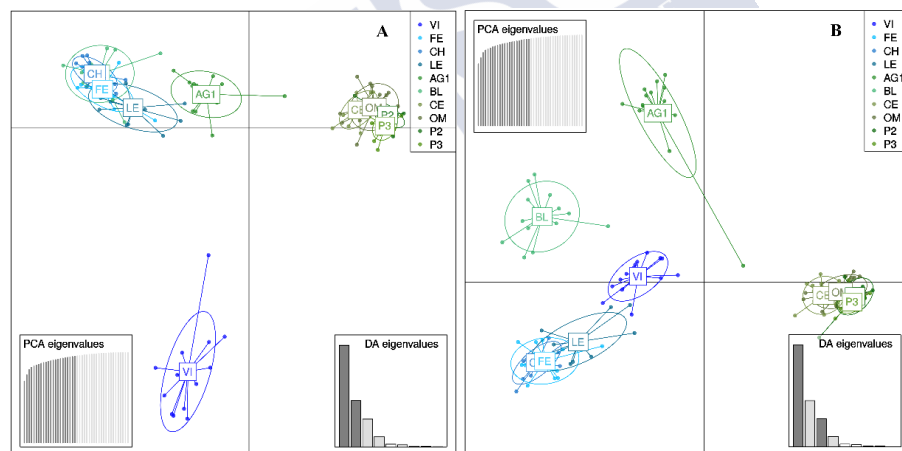 A
VI
FE
CH
LE
AG1
BL
CE
OM
P2
P3
CH
FE
LE
AG1
CE
OM
P2
P3
VI
PCA eigenvalues
DA eigenvalues
B
PCA eigenvalues
VI
FE
CH
LE
AG1
BL
CE
OM
P2
P3
AG1
BL
VI
CE
OM
P3
LE
FE
DA eigenvalues